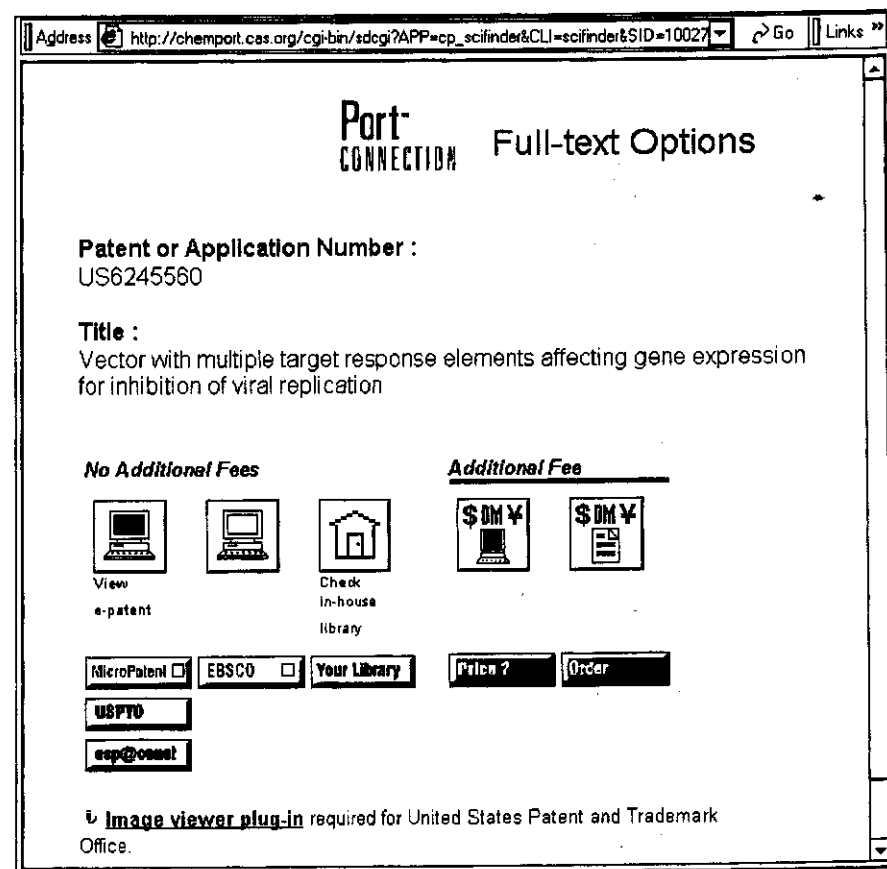 Address http://chemport.cas.org/cgi-bin/sdcgi?APP=cp_scifinder&CLI=scifinder&SID=10027 Go Links »
Port-
CONNECTION
Full-text Options
Patent or Application Number :
US6245560
Title :
Vector with multiple target response elements affecting gene expression
for inhibition of viral replication
No Additional Fees
Additional Fee
$ DM ¥ $ DM ¥
View
e-patent
Check
in-house
library
MicroPatent EBSCO Your Library Price ? Order
USPTO
esp@cenet
Image viewer plug-in required for United States Patent and Trademark
Office.